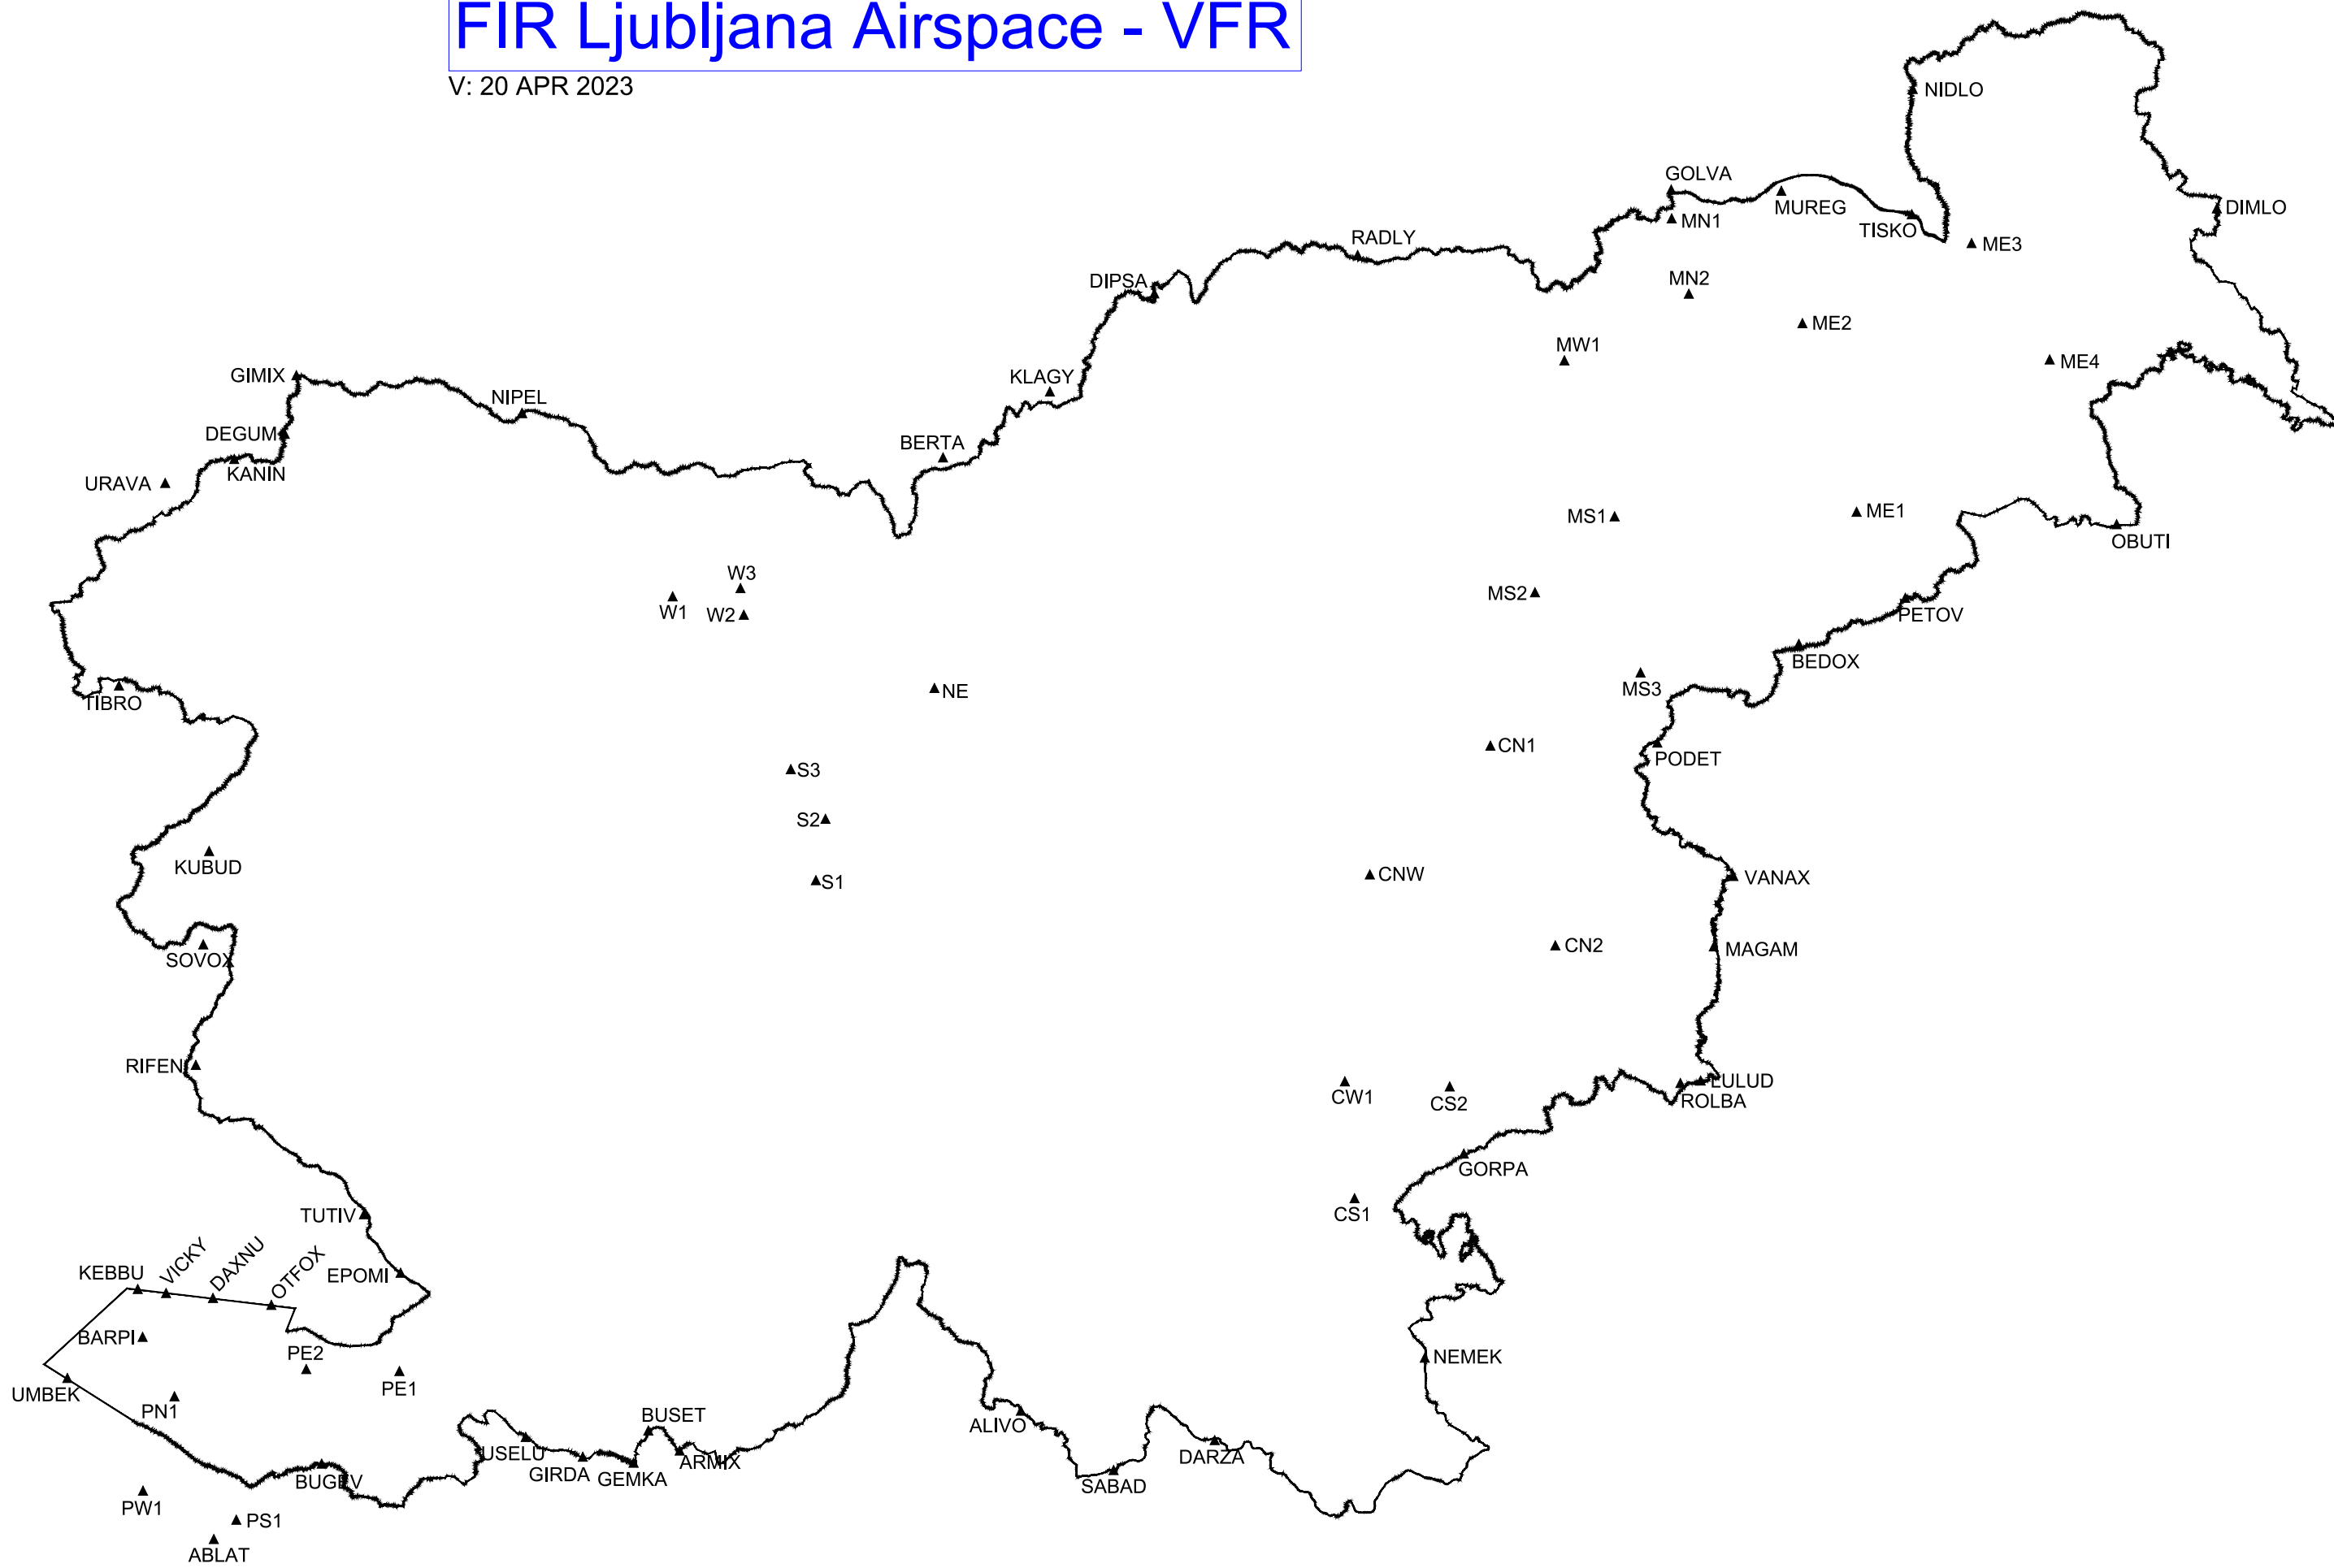 FIR Ljubljana Airspace - VFR
V: 20 APR 2023
NIDLO
GOLVA
MUREG
DIMLO
MN1
TISKO
ME3
RADLY
DIPSA
MN2
ME2
MW1
ME4
GIMIX
KLAGY
NIPEL
DEGUM
BERTA
KANIN
URAVA
MS1
ME1
OBUTI
W3
MS2
W1
W2
PETOV
BEDOX
NE
MS3
TIBRO
CN1
PODET
S3
S2
KUBUD
CNW
VANAX
S1
CN2
MAGAM
SOVOX
RIFEN
LULUD
CW1
CS2
ROLBA
GORPA
TUTIV
CS1
VICKY
DAXNU
OTFOX
KEBBU
EPOMI
BARPI
PE2
NEMEK
PE1
UMBEK
PN1
BUSET
ALIVO
USELU
DARZA
ARMIX
GIRDA
GEMKA
BUGEV
SABAD
PW1
PS1
ABLAT